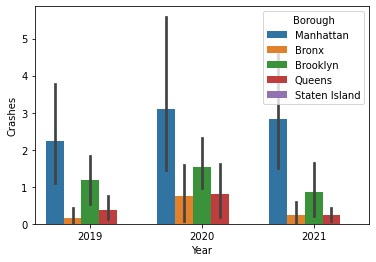 Borough
Manhattan
Bronx
Brooklyn
Queens
Staten Island
Crashes
5
4
3
2
1
0
2019
2020
2021
Year